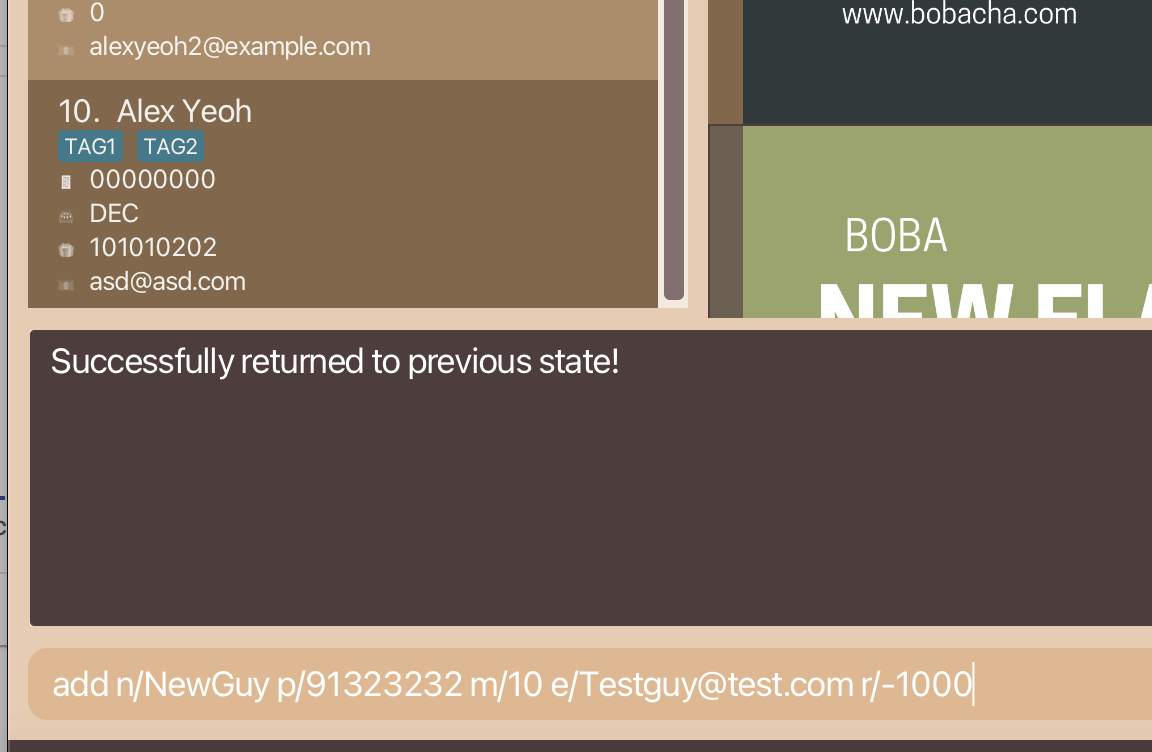 0
alexyeoh2@example.com
10. Alex Yeoh
TAG1 TAG2
00000000
DEC
101010202
asd@asd.com
www.bobacha.com
BOBA
NEW
Successfully returned to previous state!
add n/NewGuy p/91323232 m/10 e/Testguy@test.com r/-1000